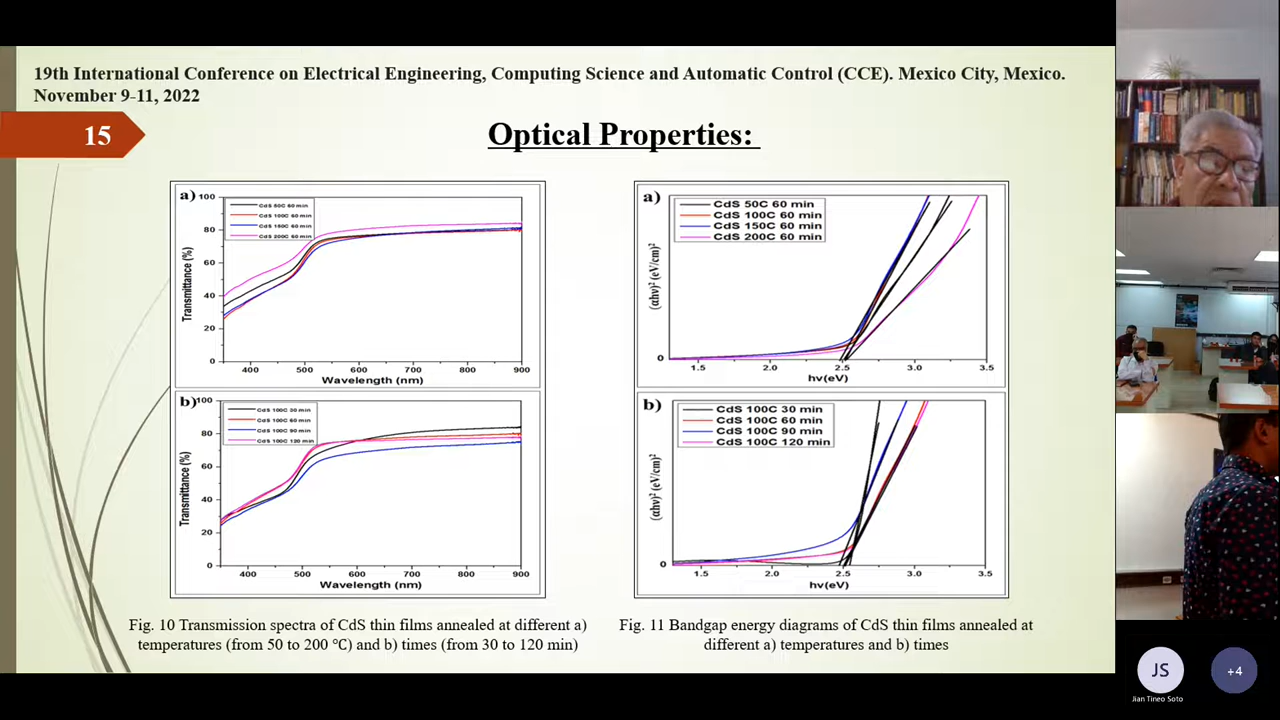 19th International Conference on Electrical Engineering, Computing Science and Automatic Control (CCE). Mexico City, Mexico.
November 9-11, 2022
15
Optical Properties:
a)
100
80
60
40
20
0
CdS 50C 60 min
CdS 100C 60 min
CdS 150C 60 min
CdS 200C 60 min
Transmittance (%)
400 500 600 700 800 900
Wavelength (nm)
b)
100
80
60
40
20
0
CdS 100C 30 min
CdS 100C 60 min
CdS 100C 90 min
CdS 100C 120 min
Transmittance (%)
400 500 600 700 800 900
Wavelength (nm)
Fig. 10 Transmission spectra of CdS thin films annealed at different a)
temperatures (from 50 to 200 °C) and b) times (from 30 to 120 min)
a)
CdS 50C 60 min
CdS 100C 60 min
CdS 150C 60 min
CdS 200C 60 min
(αhν)² (eV/cm)²
0
1.5 2.0 2.5 3.0 3.5
hν(eV)
b)
CdS 100C 30 min
CdS 100C 60 min
CdS 100C 90 min
CdS 100C 120 min
(αhν)² (eV/cm)²
0
1.5 2.0 2.5 3.0 3.5
hν(eV)
Fig. 11 Bandgap energy diagrams of CdS thin films annealed at
different a) temperatures and b) times
JS
Jian Tineo Soto
+4